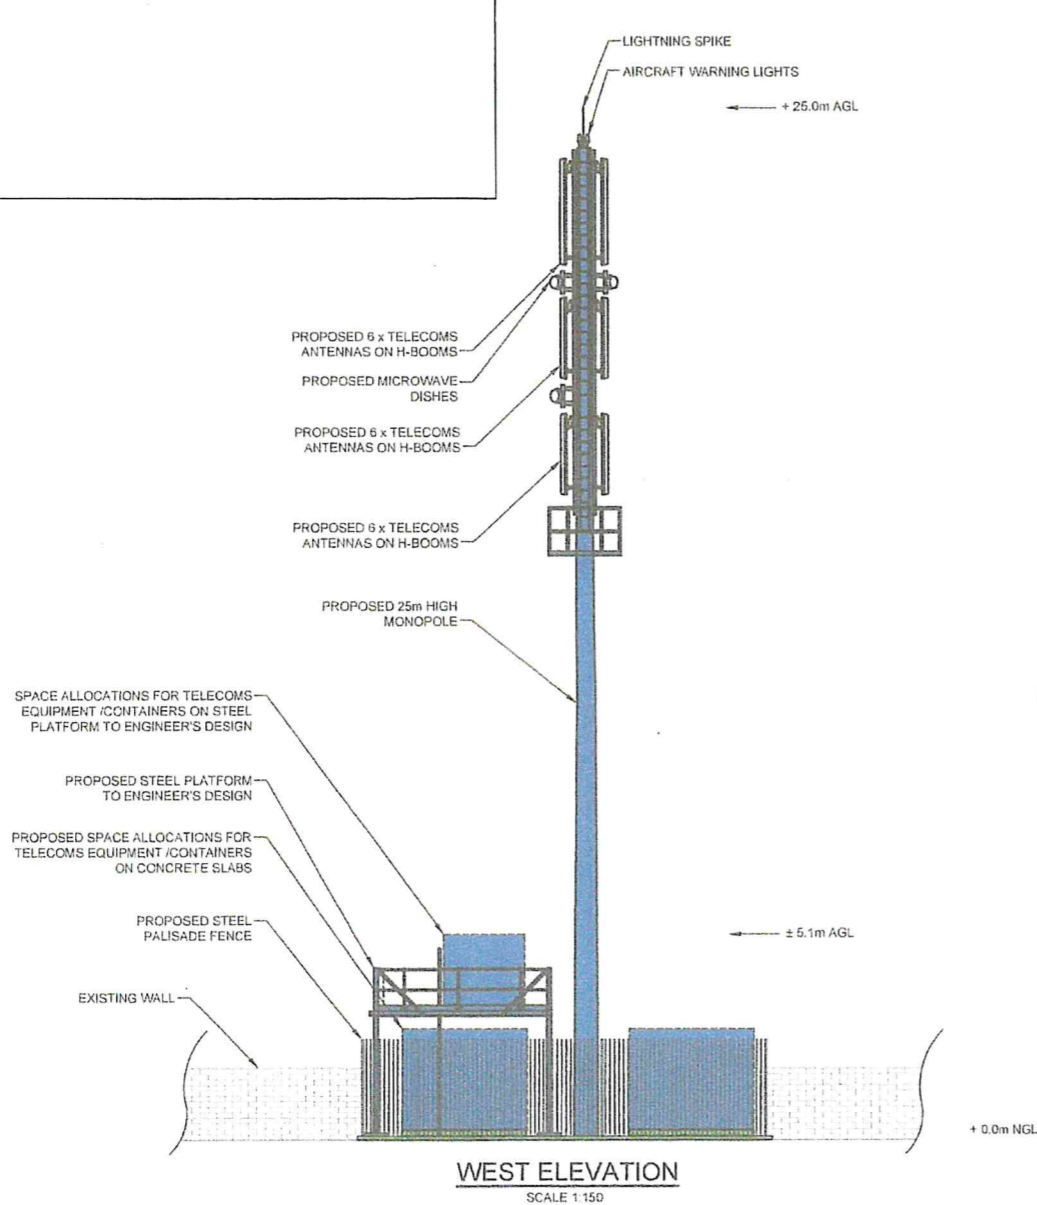 LIGHTNING SPIKE
AIRCRAFT WARNING LIGHTS
+ 25.0m AGL
PROPOSED 6 x TELECOMS
ANTENNAS ON H-BOOMS
PROPOSED MICROWAVE
DISHES
PROPOSED 6 x TELECOMS
ANTENNAS ON H-BOOMS
PROPOSED 6 x TELECOMS
ANTENNAS ON H-BOOMS
PROPOSED 25m HIGH
MONOPOLE
SPACE ALLOCATIONS FOR TELECOMS
EQUIPMENT /CONTAINERS ON STEEL
PLATFORM TO ENGINEER'S DESIGN
PROPOSED STEEL PLATFORM
TO ENGINEER'S DESIGN
PROPOSED SPACE ALLOCATIONS FOR
TELECOMS EQUIPMENT /CONTAINERS
ON CONCRETE SLABS
PROPOSED STEEL
PALISADE FENCE
± 5.1m AGL
EXISTING WALL
+ 0.0m NGL
WEST ELEVATION
SCALE 1:150